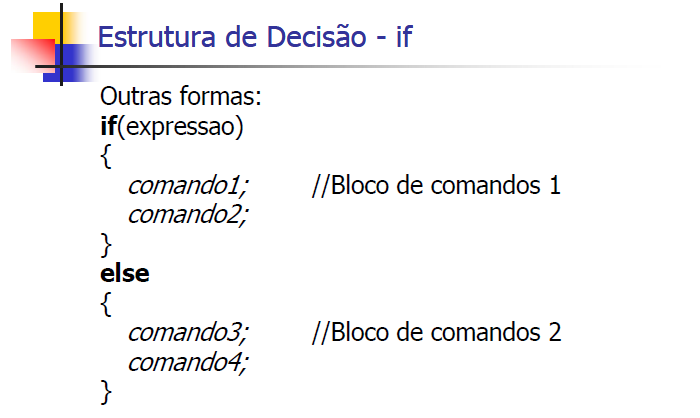 Estrutura de Decisão - if
Outras formas:
if(expressao)
{
comando1; //Bloco de comandos 1
comando2;
}
else
{
comando3; //Bloco de comandos 2
comando4;
}